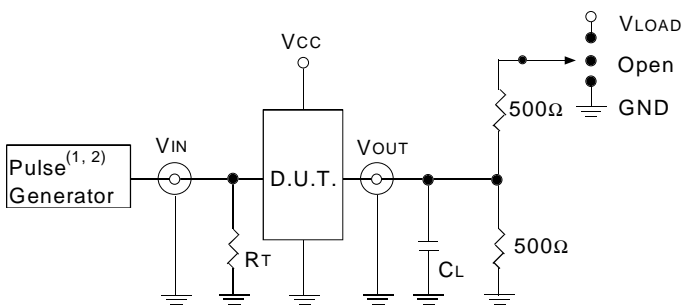 VLOAD
VCC
Open
500Ω
GND
VIN
VOUT
Pulse(1, 2)
Generator
D.U.T.
RT
CL
500Ω